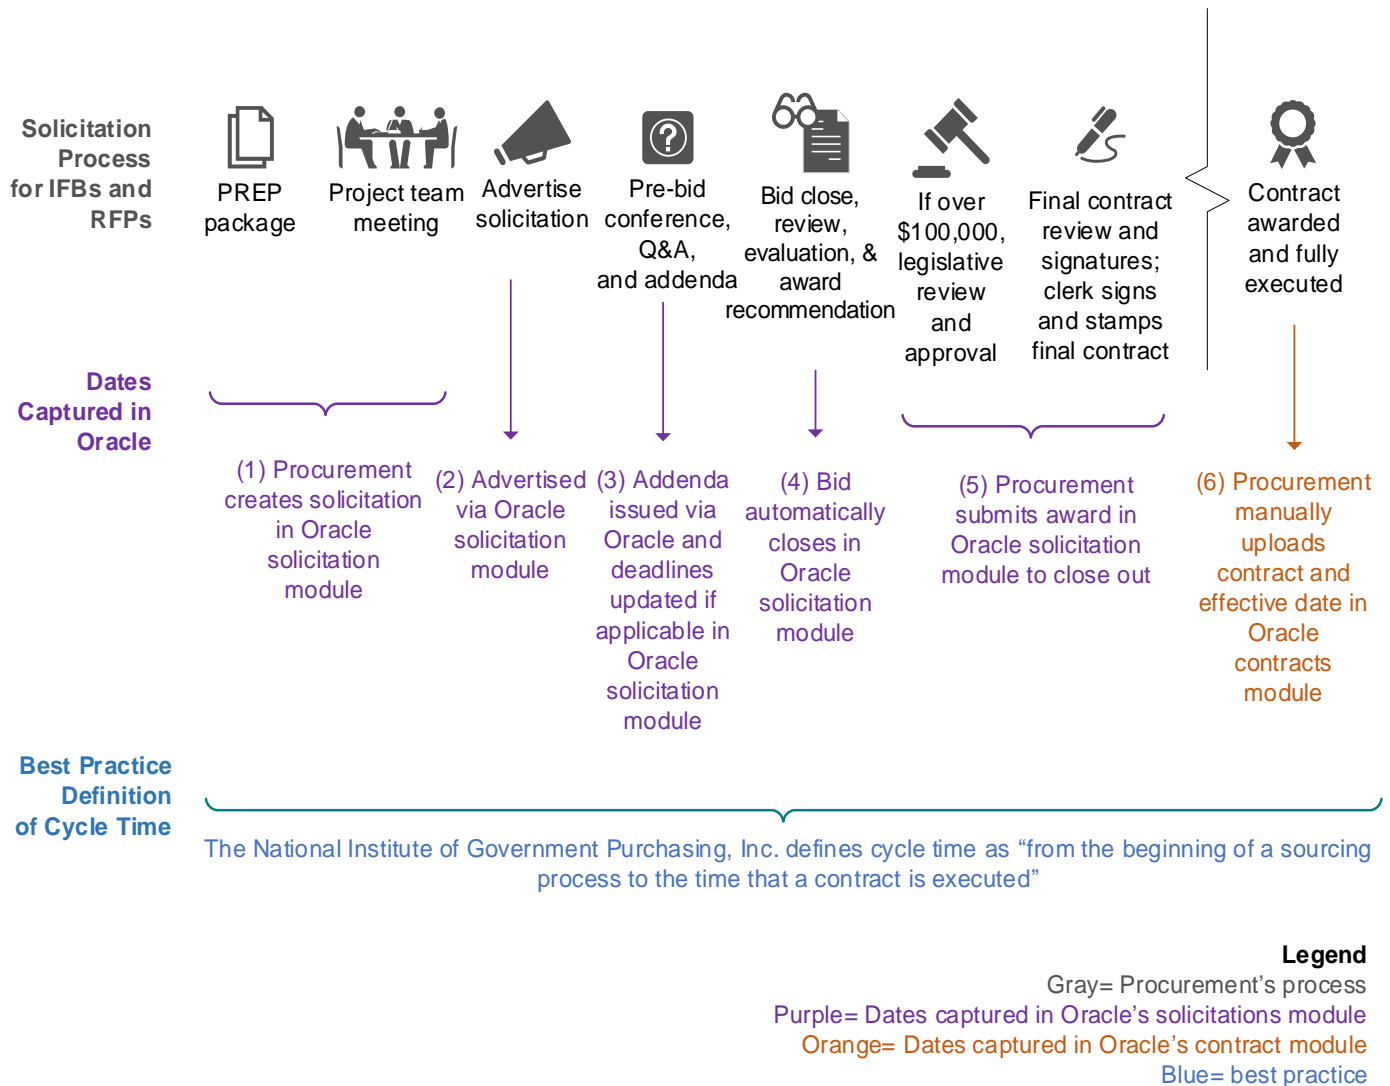 Solicitation
Process
for IFBs and
RFPs
PREP
package
Project team
meeting
Advertise
solicitation
?
Pre-bid
conference,
Q&A,
and addenda
Bid close,
review,
evaluation, &
award
recommendation
If over
$100,000,
legislative
review
and
approval
Final contract
review and
signatures;
clerk signs
and stamps
final contract
Contract
awarded
and fully
executed
Dates
Captured in
Oracle
(1) Procurement
creates solicitation
in Oracle
solicitation
module
(2) Advertised
via Oracle
solicitation
module
(3) Addenda
issued via
Oracle and
deadlines
updated if
applicable in
Oracle
solicitation
module
(4) Bid
automatically
closes in
Oracle
solicitation
module
(5) Procurement
submits award in
Oracle solicitation
module to close out
(6) Procurement
manually
uploads
contract and
effective date in
Oracle
contracts
module
Best Practice
Definition
of Cycle Time
The National Institute of Government Purchasing, Inc. defines cycle time as “from the beginning of a sourcing
process to the time that a contract is executed”
Legend
Gray= Procurement’s process
Purple= Dates captured in Oracle’s solicitations module
Orange= Dates captured in Oracle’s contract module
Blue= best practice